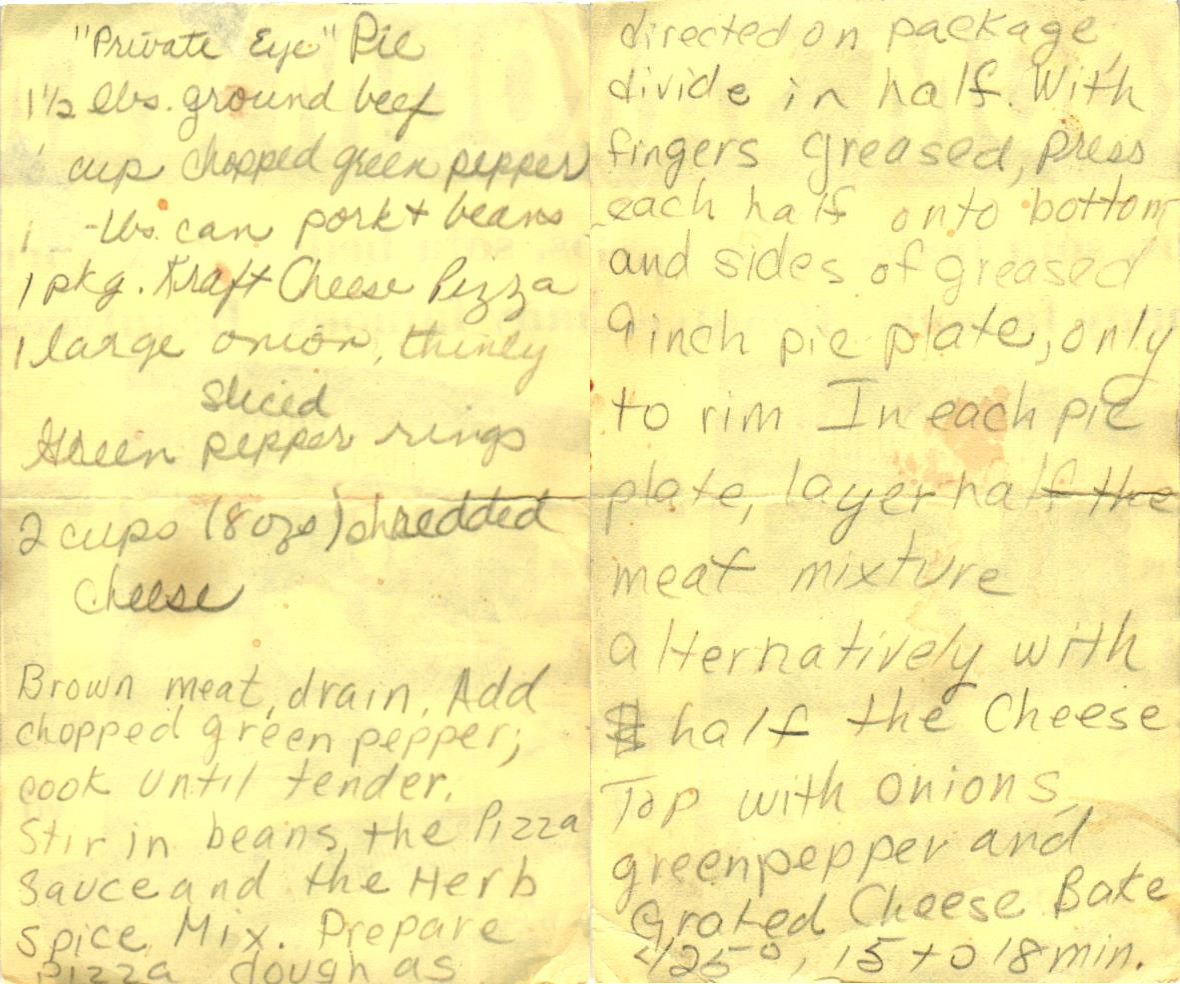 "Private Eye" Pie
1 1/2 lbs. ground beef
cup chopped green pepper
1 -lbs. can pork + beans
1 pkg. Kraft Cheese Pizza
1 large onion, thinly
sliced
Green pepper rings
2 cups (8 ozs) shredded
cheese
Brown meat, drain. Add
chopped green pepper;
cook until tender.
Stir in beans, the Pizza
Sauce and the Herb
Spice Mix. Prepare
Pizza dough as
directed on package,
divide in half. With
fingers greased, press
each half onto bottom
and sides of greased
9 inch pie plate, only
to rim In each pie
plate, layer half the
meat mixture
alternatively with
half the Cheese
Top with onions,
greenpepper and
Grated Cheese Bake
425°, 15 to 18 min.